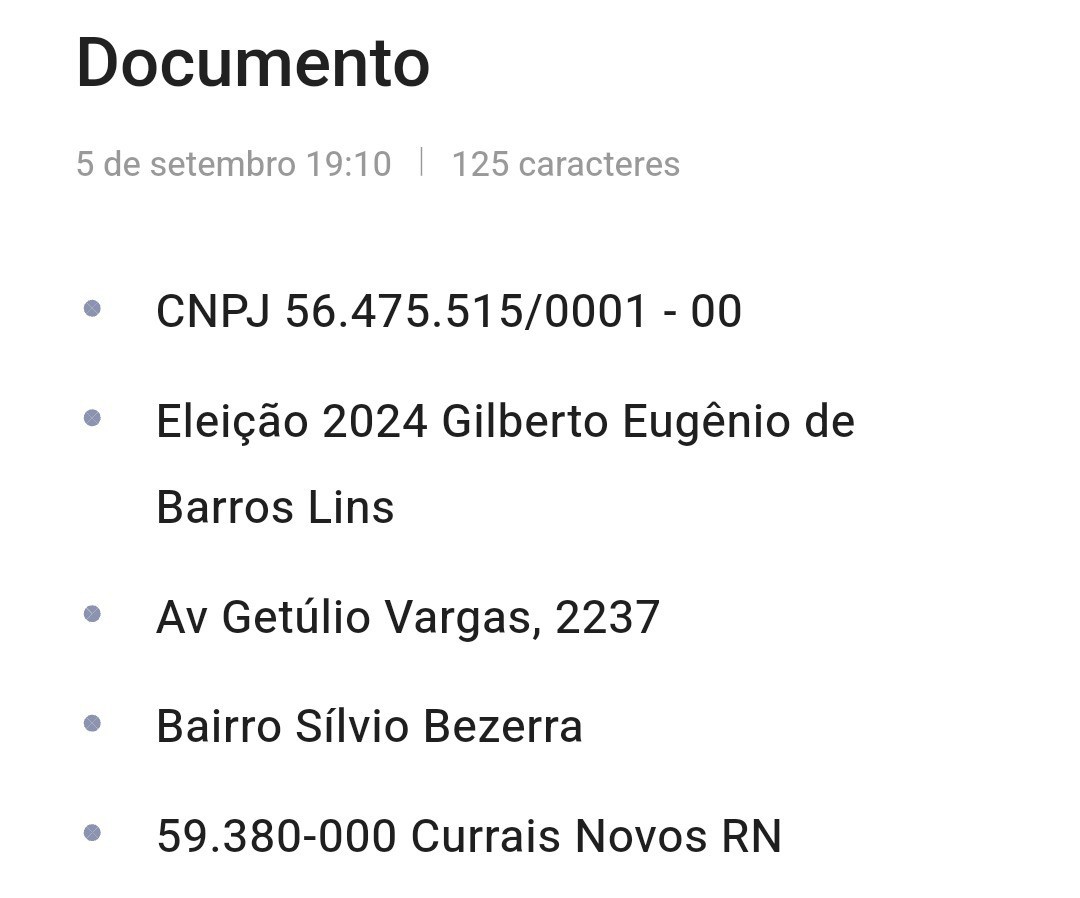 Documento
5 de setembro 19:10 | 125 caracteres
CNPJ 56.475.515/0001 - 00
Eleição 2024 Gilberto Eugênio de
Barros Lins
Av Getúlio Vargas, 2237
Bairro Sílvio Bezerra
59.380-000 Currais Novos RN